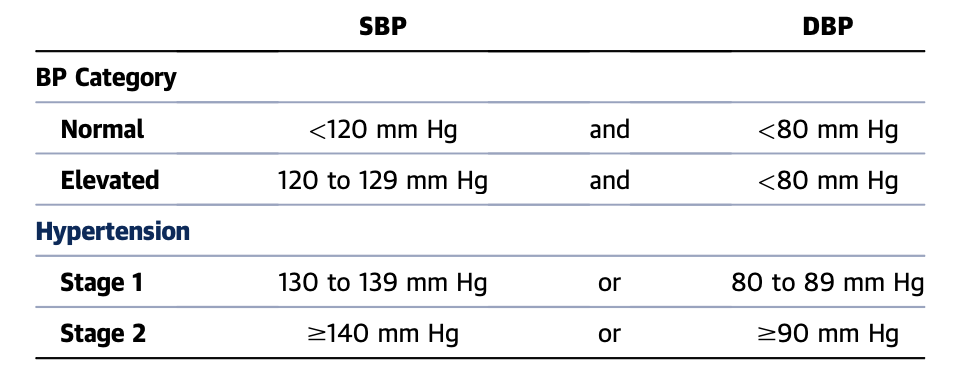 SBP DBP
BP Category
Normal <120 mm Hg and <80 mm Hg
Elevated 120 to 129 mm Hg and <80 mm Hg
Hypertension
Stage 1 130 to 139 mm Hg or 80 to 89 mm Hg
Stage 2 ≥140 mm Hg or ≥90 mm Hg